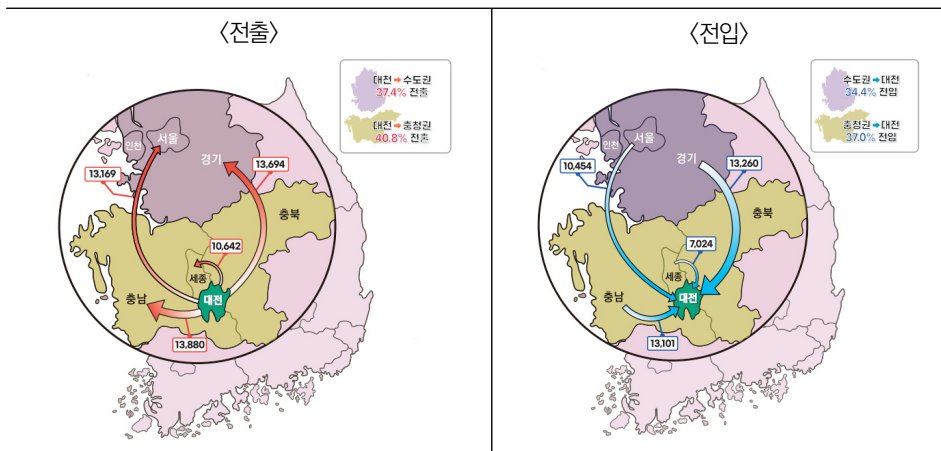 〈전출〉
대전 ➡ 수도권
37.4% 전출
대전 ➡ 충청권
40.8% 전출
서울
인천
경기
13,169
13,694
충북
10,642
세종
충남
대전
13,880
〈전입〉
수도권 ➡ 대전
34.4% 전입
충청권 ➡ 대전
37.0% 전입
서울
인천
경기
10,454
13,260
충북
7,024
세종
충남
대전
13,101